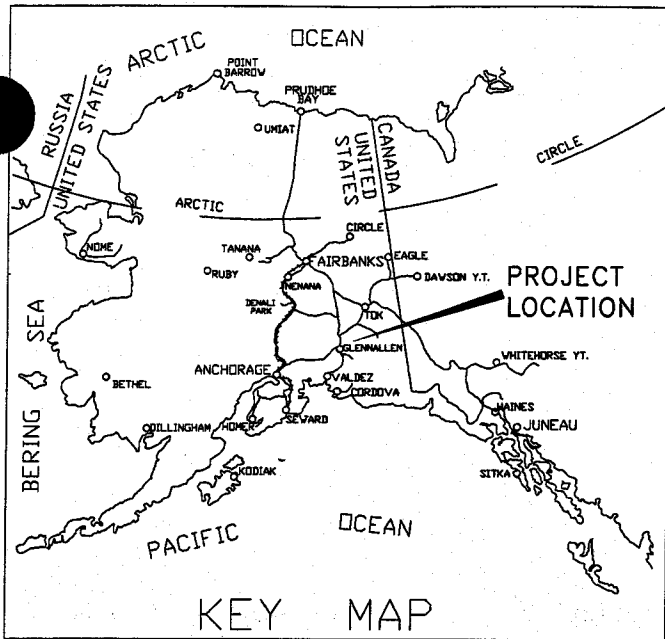 ARCTIC OCEAN
POINT
BARROW
PRUDHOE
BAY
UMIAT
RUSSIA
UNITED STATES
CANADA
UNITED
STATES
ARCTIC CIRCLE
CIRCLE
NOME
TANANA
FAIRBANKS
EAGLE
RUBY
NENANA
DAWSON Y.T.
DENALI
PARK
TOK
PROJECT
LOCATION
GLENNALLEN
BERING SEA
ANCHORAGE
WHITEHORSE YT.
BETHEL
VALDEZ
CORDOVA
DILLINGHAM
HOMER
SEWARD
HAINES
JUNEAU
KODIAK
SITKA
PACIFIC OCEAN
KEY MAP